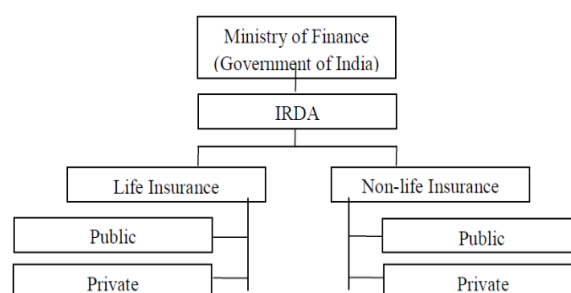 Ministry of Finance
(Government of India)
IRDA
Life Insurance
Non-life Insurance
Public
Public
Private
Private